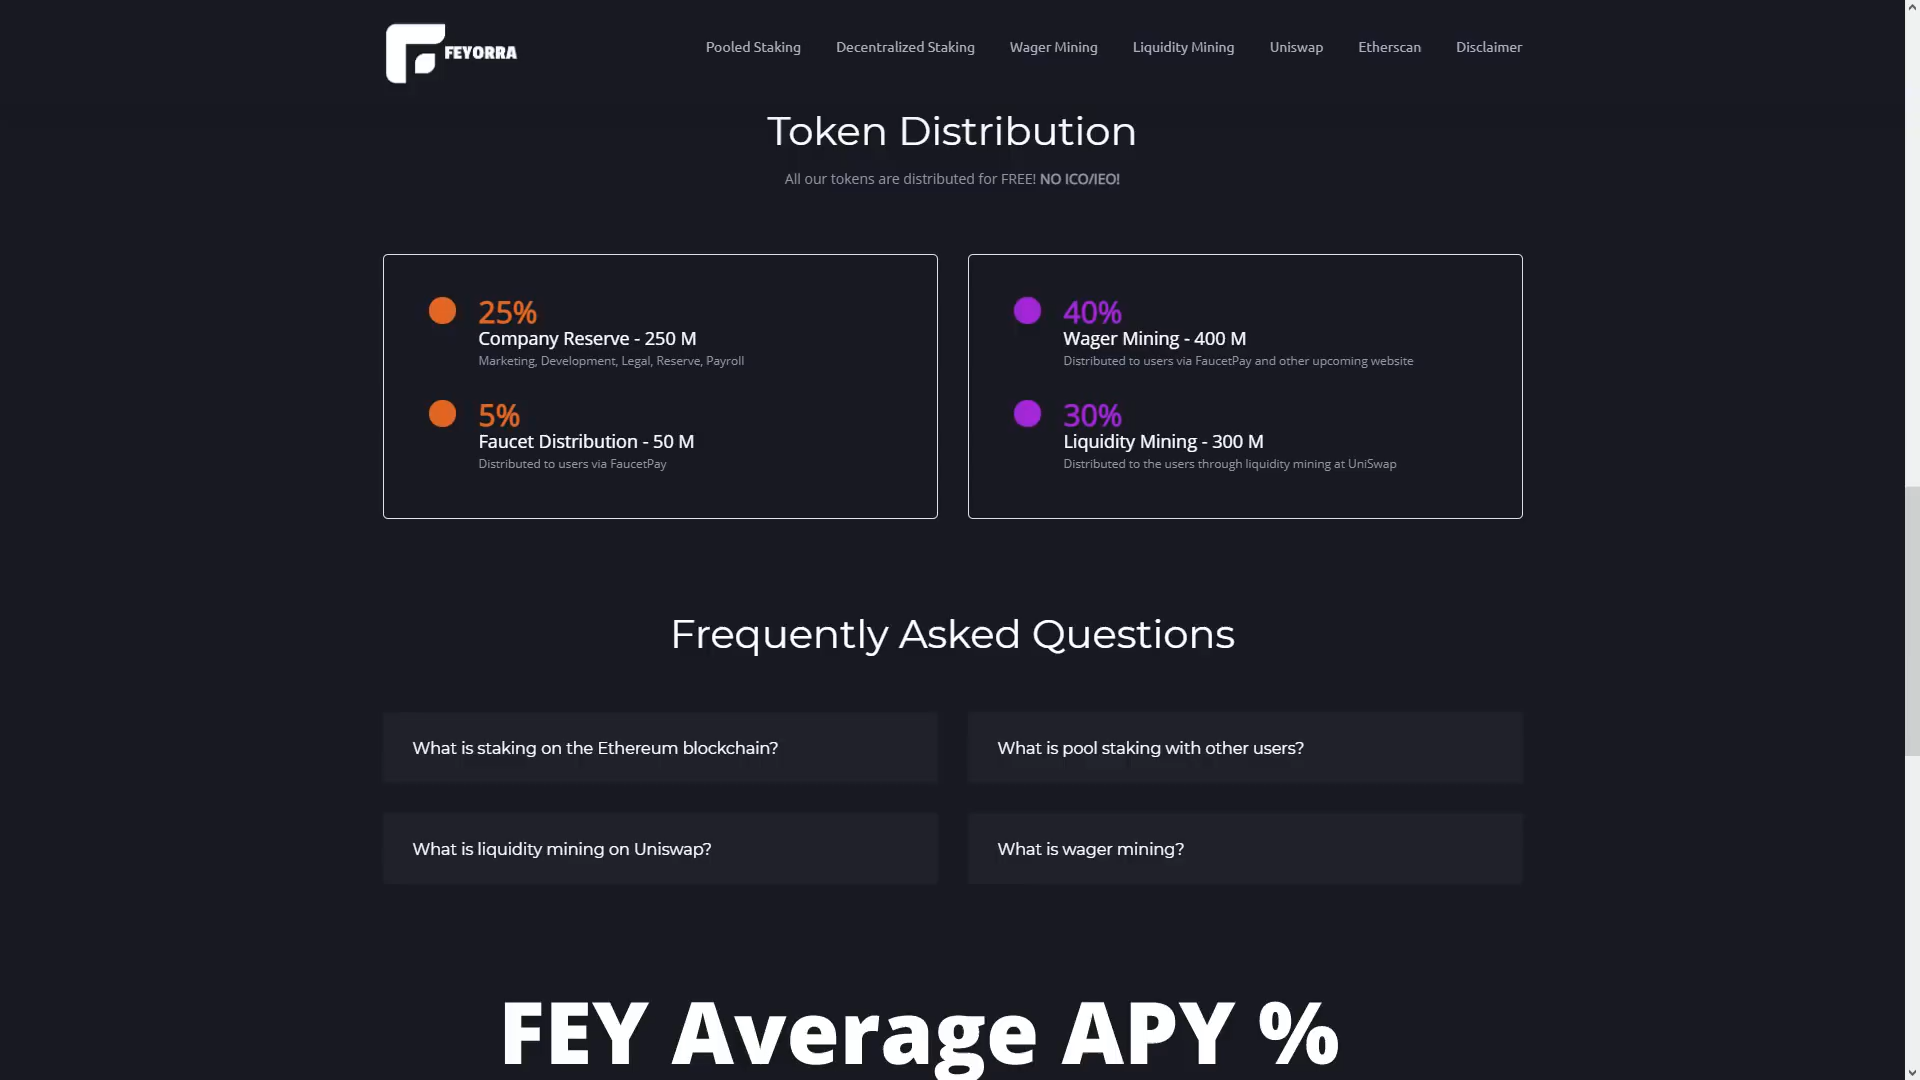 FEYORRA
Pooled Staking
Decentralized Staking
Wager Mining
Liquidity Mining
Uniswap
Etherscan
Disclaimer
Token Distribution
All our tokens are distributed for FREE! NO ICO/IEO!
25%
Company Reserve - 250 M
Marketing, Development, Legal, Reserve, Payroll
5%
Faucet Distribution - 50 M
Distributed to users via FaucetPay
40%
Wager Mining - 400 M
Distributed to users via FaucetPay and other upcoming website
30%
Liquidity Mining - 300 M
Distributed to the users through liquidity mining at UniSwap
Frequently Asked Questions
What is staking on the Ethereum blockchain?
What is pool staking with other users?
What is liquidity mining on Uniswap?
What is wager mining?
FEY Average APY %